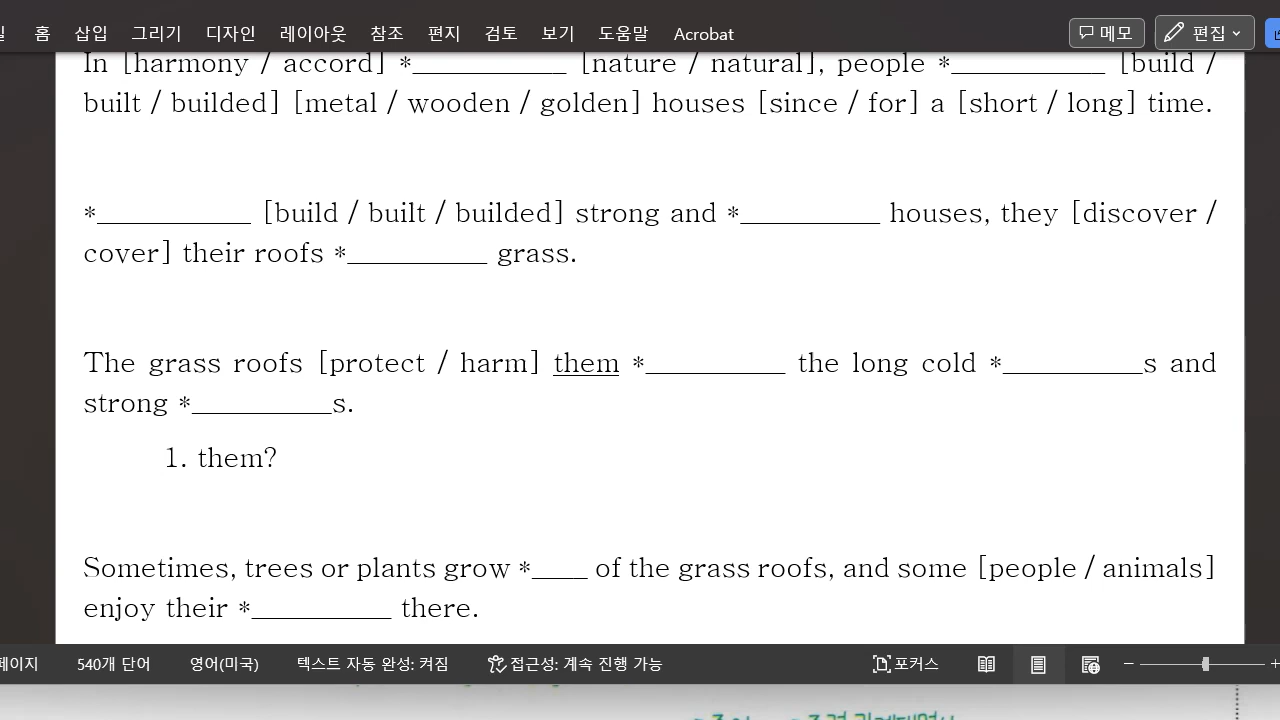 홈 삽입 그리기 디자인 레이아웃 참조 편지 검토 보기 도움말 Acrobat 메모 편집
In [harmony / accord] *___________ [nature / natural], people *___________ [build /
built / builded] [metal / wooden / golden] houses [since / for] a [short / long] time.
*___________ [build / built / builded] strong and *__________ houses, they [discover /
cover] their roofs *__________ grass.
The grass roofs [protect / harm] them *__________ the long cold *__________s and
strong *__________s.
1. them?
Sometimes, trees or plants grow *____ of the grass roofs, and some [people / animals]
enjoy their *__________ there.
540개 단어 영어(미국) 텍스트 자동 완성: 켜짐 접근성: 계속 진행 가능 포커스